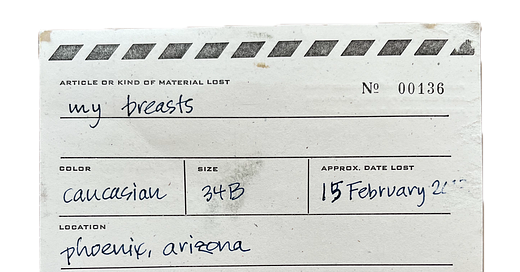 ARTICLE OR KIND OF MATERIAL LOST
Nº 00136
my breasts
COLOR
SIZE
APPROX. DATE LOST
caucasian
34B
15 February
LOCATION
phoenix, arizona